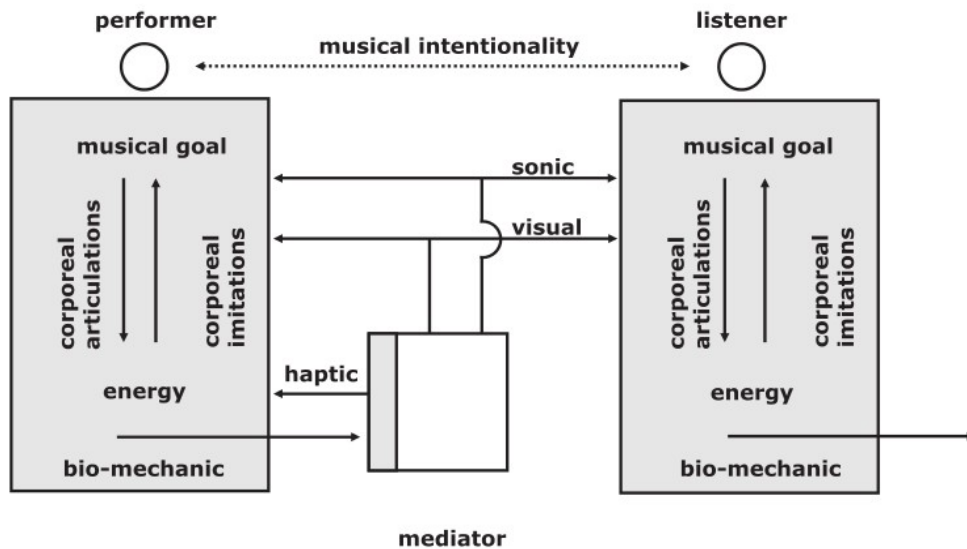 performer
listener
musical intentionality
musical goal
musical goal
sonic
visual
corporeal
articulations
corporeal
imitations
corporeal
articulations
corporeal
imitations
haptic
energy
energy
bio-mechanic
bio-mechanic
mediator